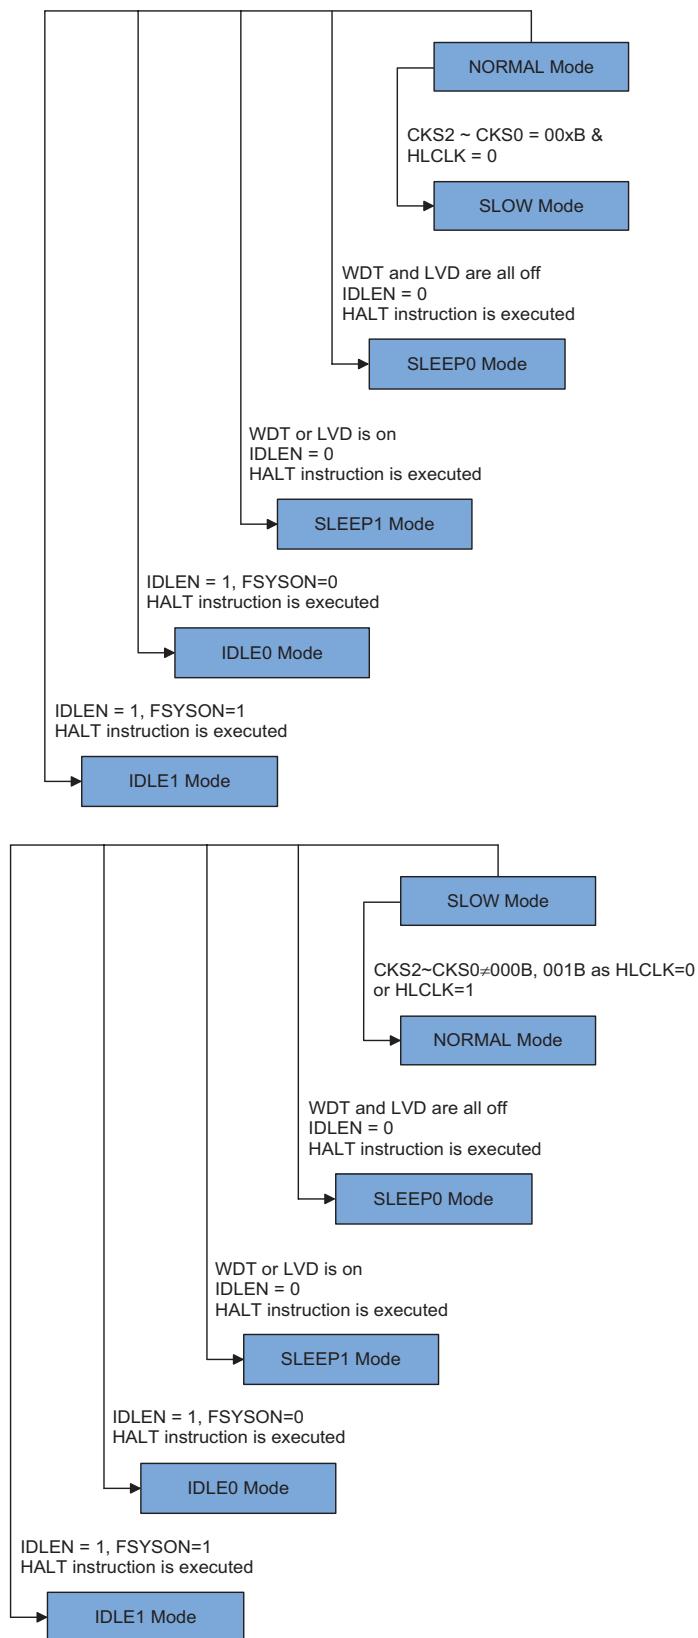 NORMAL Mode
CKS2 ~ CKS0 = 00xB &
HLCLK = 0
SLOW Mode
WDT and LVD are all off
IDLEN = 0
HALT instruction is executed
SLEEP0 Mode
WDT or LVD is on
IDLEN = 0
HALT instruction is executed
SLEEP1 Mode
IDLEN = 1, FSYSON=0
HALT instruction is executed
IDLE0 Mode
IDLEN = 1, FSYSON=1
HALT instruction is executed
IDLE1 Mode
SLOW Mode
CKS2~CKS0≠000B, 001B as HLCLK=0
or HLCLK=1
NORMAL Mode
WDT and LVD are all off
IDLEN = 0
HALT instruction is executed
SLEEP0 Mode
WDT or LVD is on
IDLEN = 0
HALT instruction is executed
SLEEP1 Mode
IDLEN = 1, FSYSON=0
HALT instruction is executed
IDLE0 Mode
IDLEN = 1, FSYSON=1
HALT instruction is executed
IDLE1 Mode